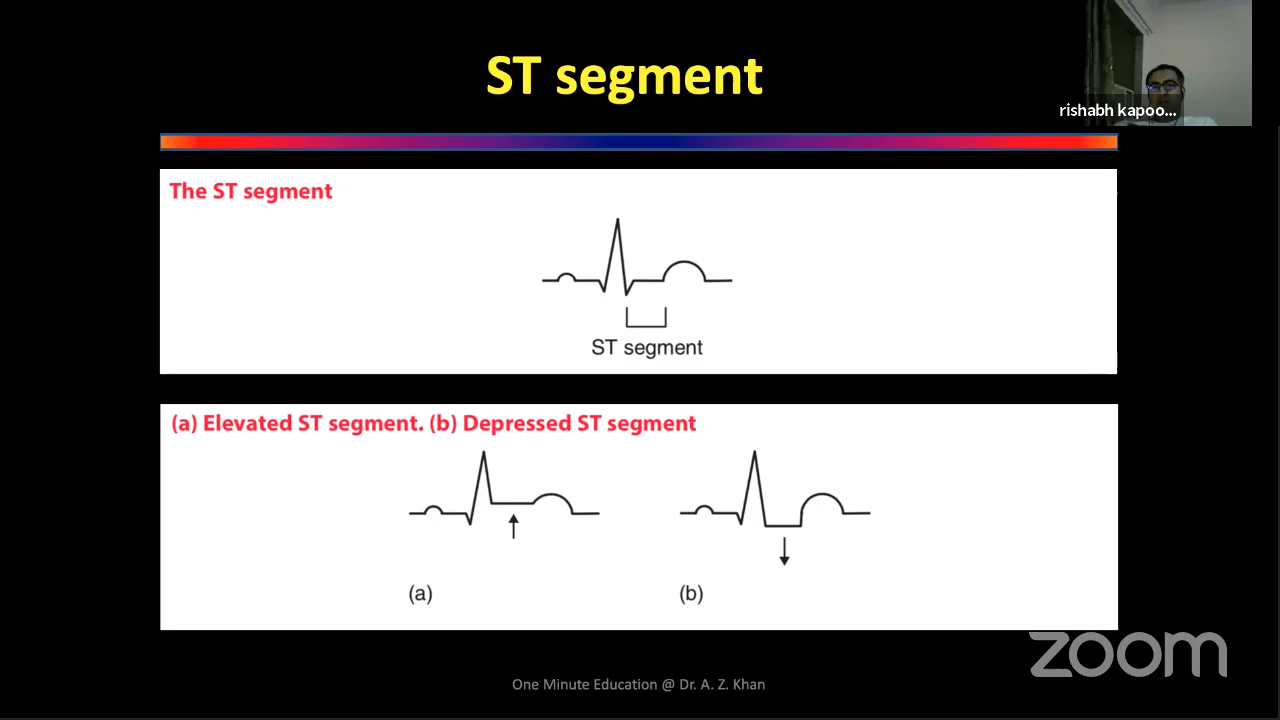 ST segment
rishabh kapoo...
The ST segment
ST segment
(a) Elevated ST segment. (b) Depressed ST segment
(a)
(b)
zoom
One Minute Education @ Dr. A. Z. Khan